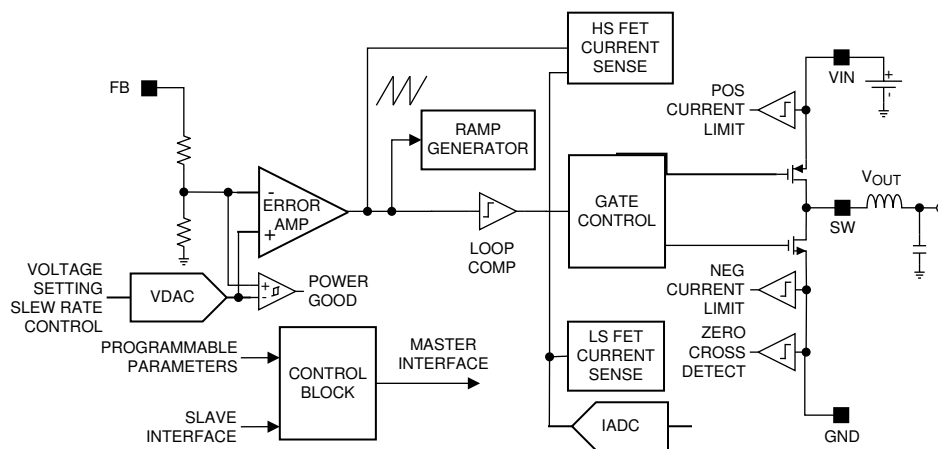 HS FET
CURRENT
SENSE
FB
VIN
+
-
POS
CURRENT
LIMIT
RAMP
GENERATOR
-
ERROR
AMP
+
GATE
CONTROL
VOUT
SW
LOOP
COMP
VOLTAGE
SETTING
SLEW RATE
CONTROL
VDAC
+
-
POWER
GOOD
NEG
CURRENT
LIMIT
PROGRAMMABLE
PARAMETERS
CONTROL
BLOCK
MASTER
INTERFACE
LS FET
CURRENT
SENSE
ZERO
CROSS
DETECT
SLAVE
INTERFACE
IADC
GND